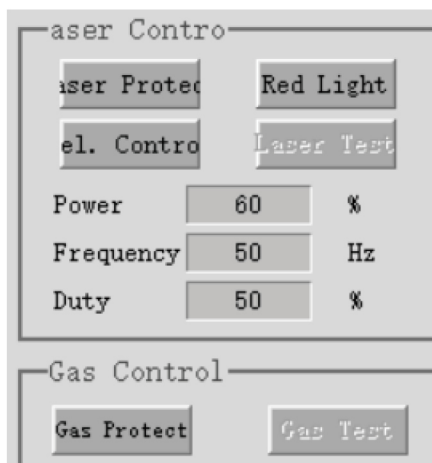 aser Contro
aser Protec
Red Light
el. Contro
Laser Test
Power 60 %
Frequency 50 Hz
Duty 50 %
Gas Control
Gas Protect
Gas Test